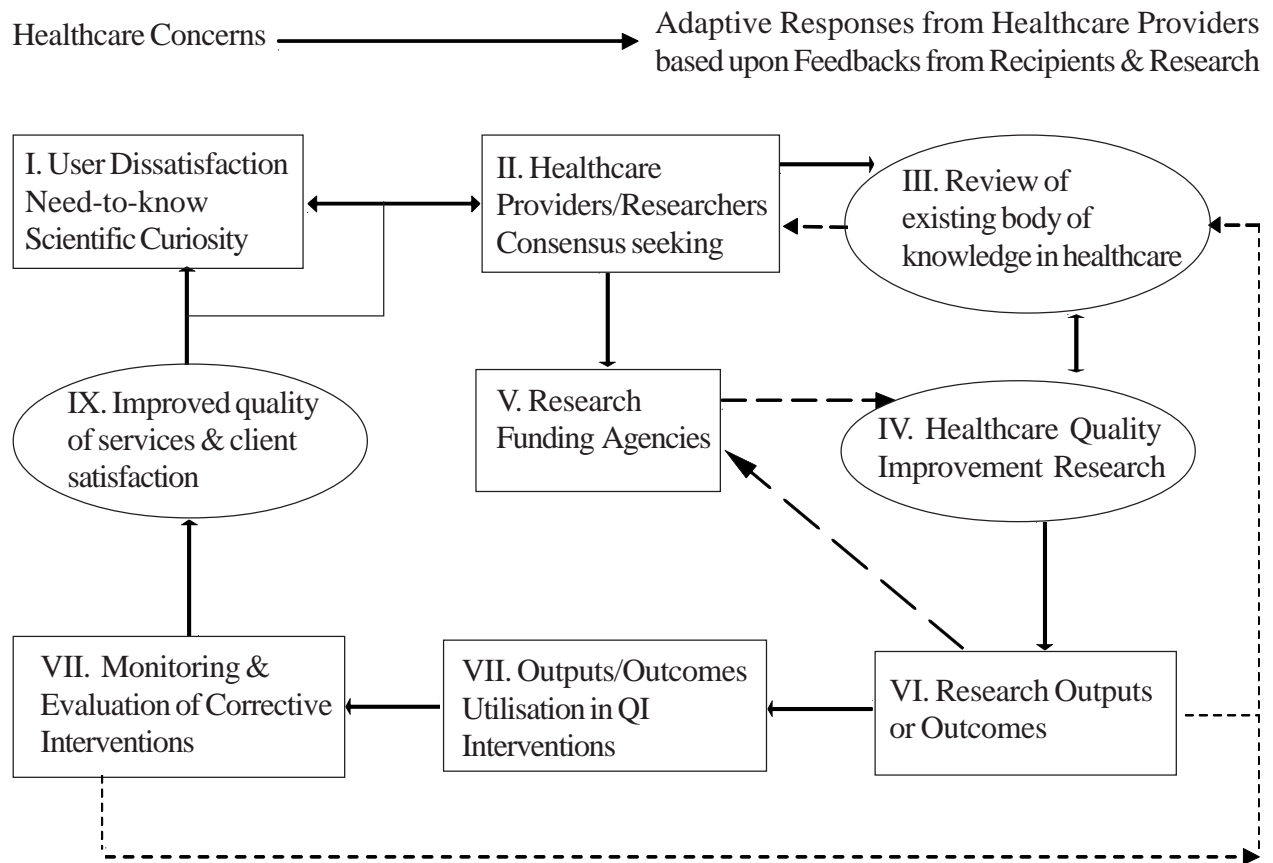 Healthcare Concerns
Adaptive Responses from Healthcare Providers
based upon Feedbacks from Recipients & Research
I. User Dissatisfaction
Need-to-know
Scientific Curiosity
II. Healthcare
Providers/Researchers
Consensus seeking
III. Review of
existing body of
knowledge in healthcare
IX. Improved quality
of services & client
satisfaction
V. Research
Funding Agencies
IV. Healthcare Quality
Improvement Research
VII. Monitoring &
Evaluation of Corrective
Interventions
VII. Outputs/Outcomes
Utilisation in QI
Interventions
VI. Research Outputs
or Outcomes